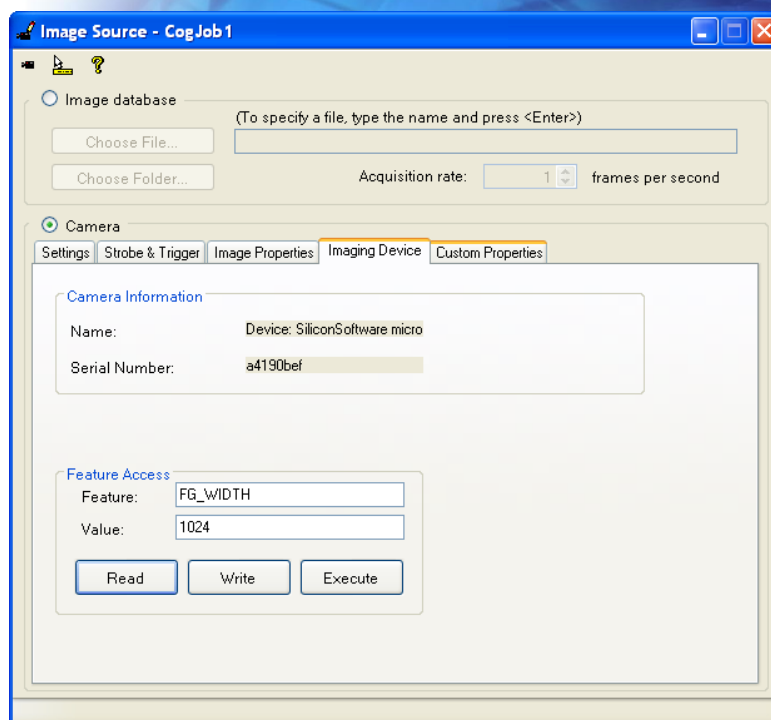 Image Source - CogJob1
Image database
(To specify a file, type the name and press <Enter>)
Choose File...
Choose Folder...
Acquisition rate: 1 frames per second
Camera
Settings Strobe & Trigger Image Properties Imaging Device Custom Properties
Camera Information
Name: Device: SiliconSoftware micro
Serial Number: a4190bef
Feature Access
Feature: FG_WIDTH
Value: 1024
Read Write Execute